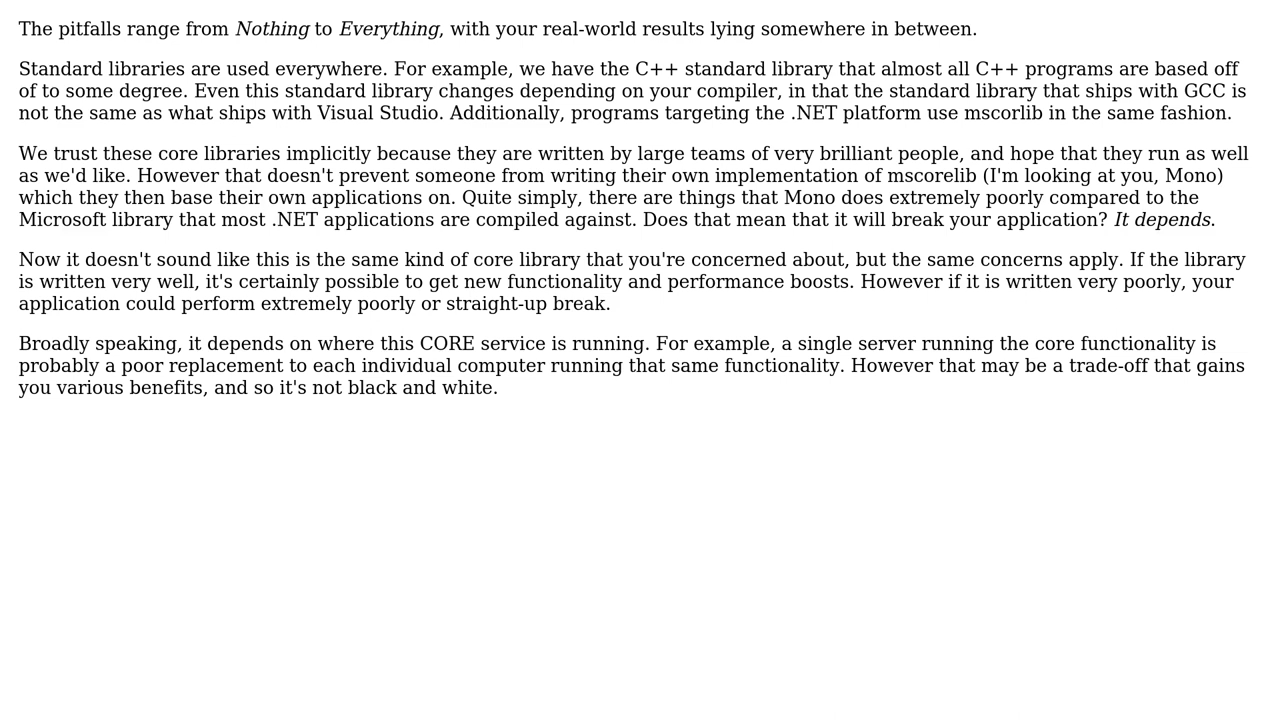 The pitfalls range from Nothing to Everything, with your real-world results lying somewhere in between.
Standard libraries are used everywhere. For example, we have the C++ standard library that almost all C++ programs are based off
of to some degree. Even this standard library changes depending on your compiler, in that the standard library that ships with GCC is
not the same as what ships with Visual Studio. Additionally, programs targeting the .NET platform use mscorlib in the same fashion.
We trust these core libraries implicitly because they are written by large teams of very brilliant people, and hope that they run as well
as we'd like. However that doesn't prevent someone from writing their own implementation of mscorelib (I'm looking at you, Mono)
which they then base their own applications on. Quite simply, there are things that Mono does extremely poorly compared to the
Microsoft library that most .NET applications are compiled against. Does that mean that it will break your application? It depends.
Now it doesn't sound like this is the same kind of core library that you're concerned about, but the same concerns apply. If the library
is written very well, it's certainly possible to get new functionality and performance boosts. However if it is written very poorly, your
application could perform extremely poorly or straight-up break.
Broadly speaking, it depends on where this CORE service is running. For example, a single server running the core functionality is
probably a poor replacement to each individual computer running that same functionality. However that may be a trade-off that gains
you various benefits, and so it's not black and white.